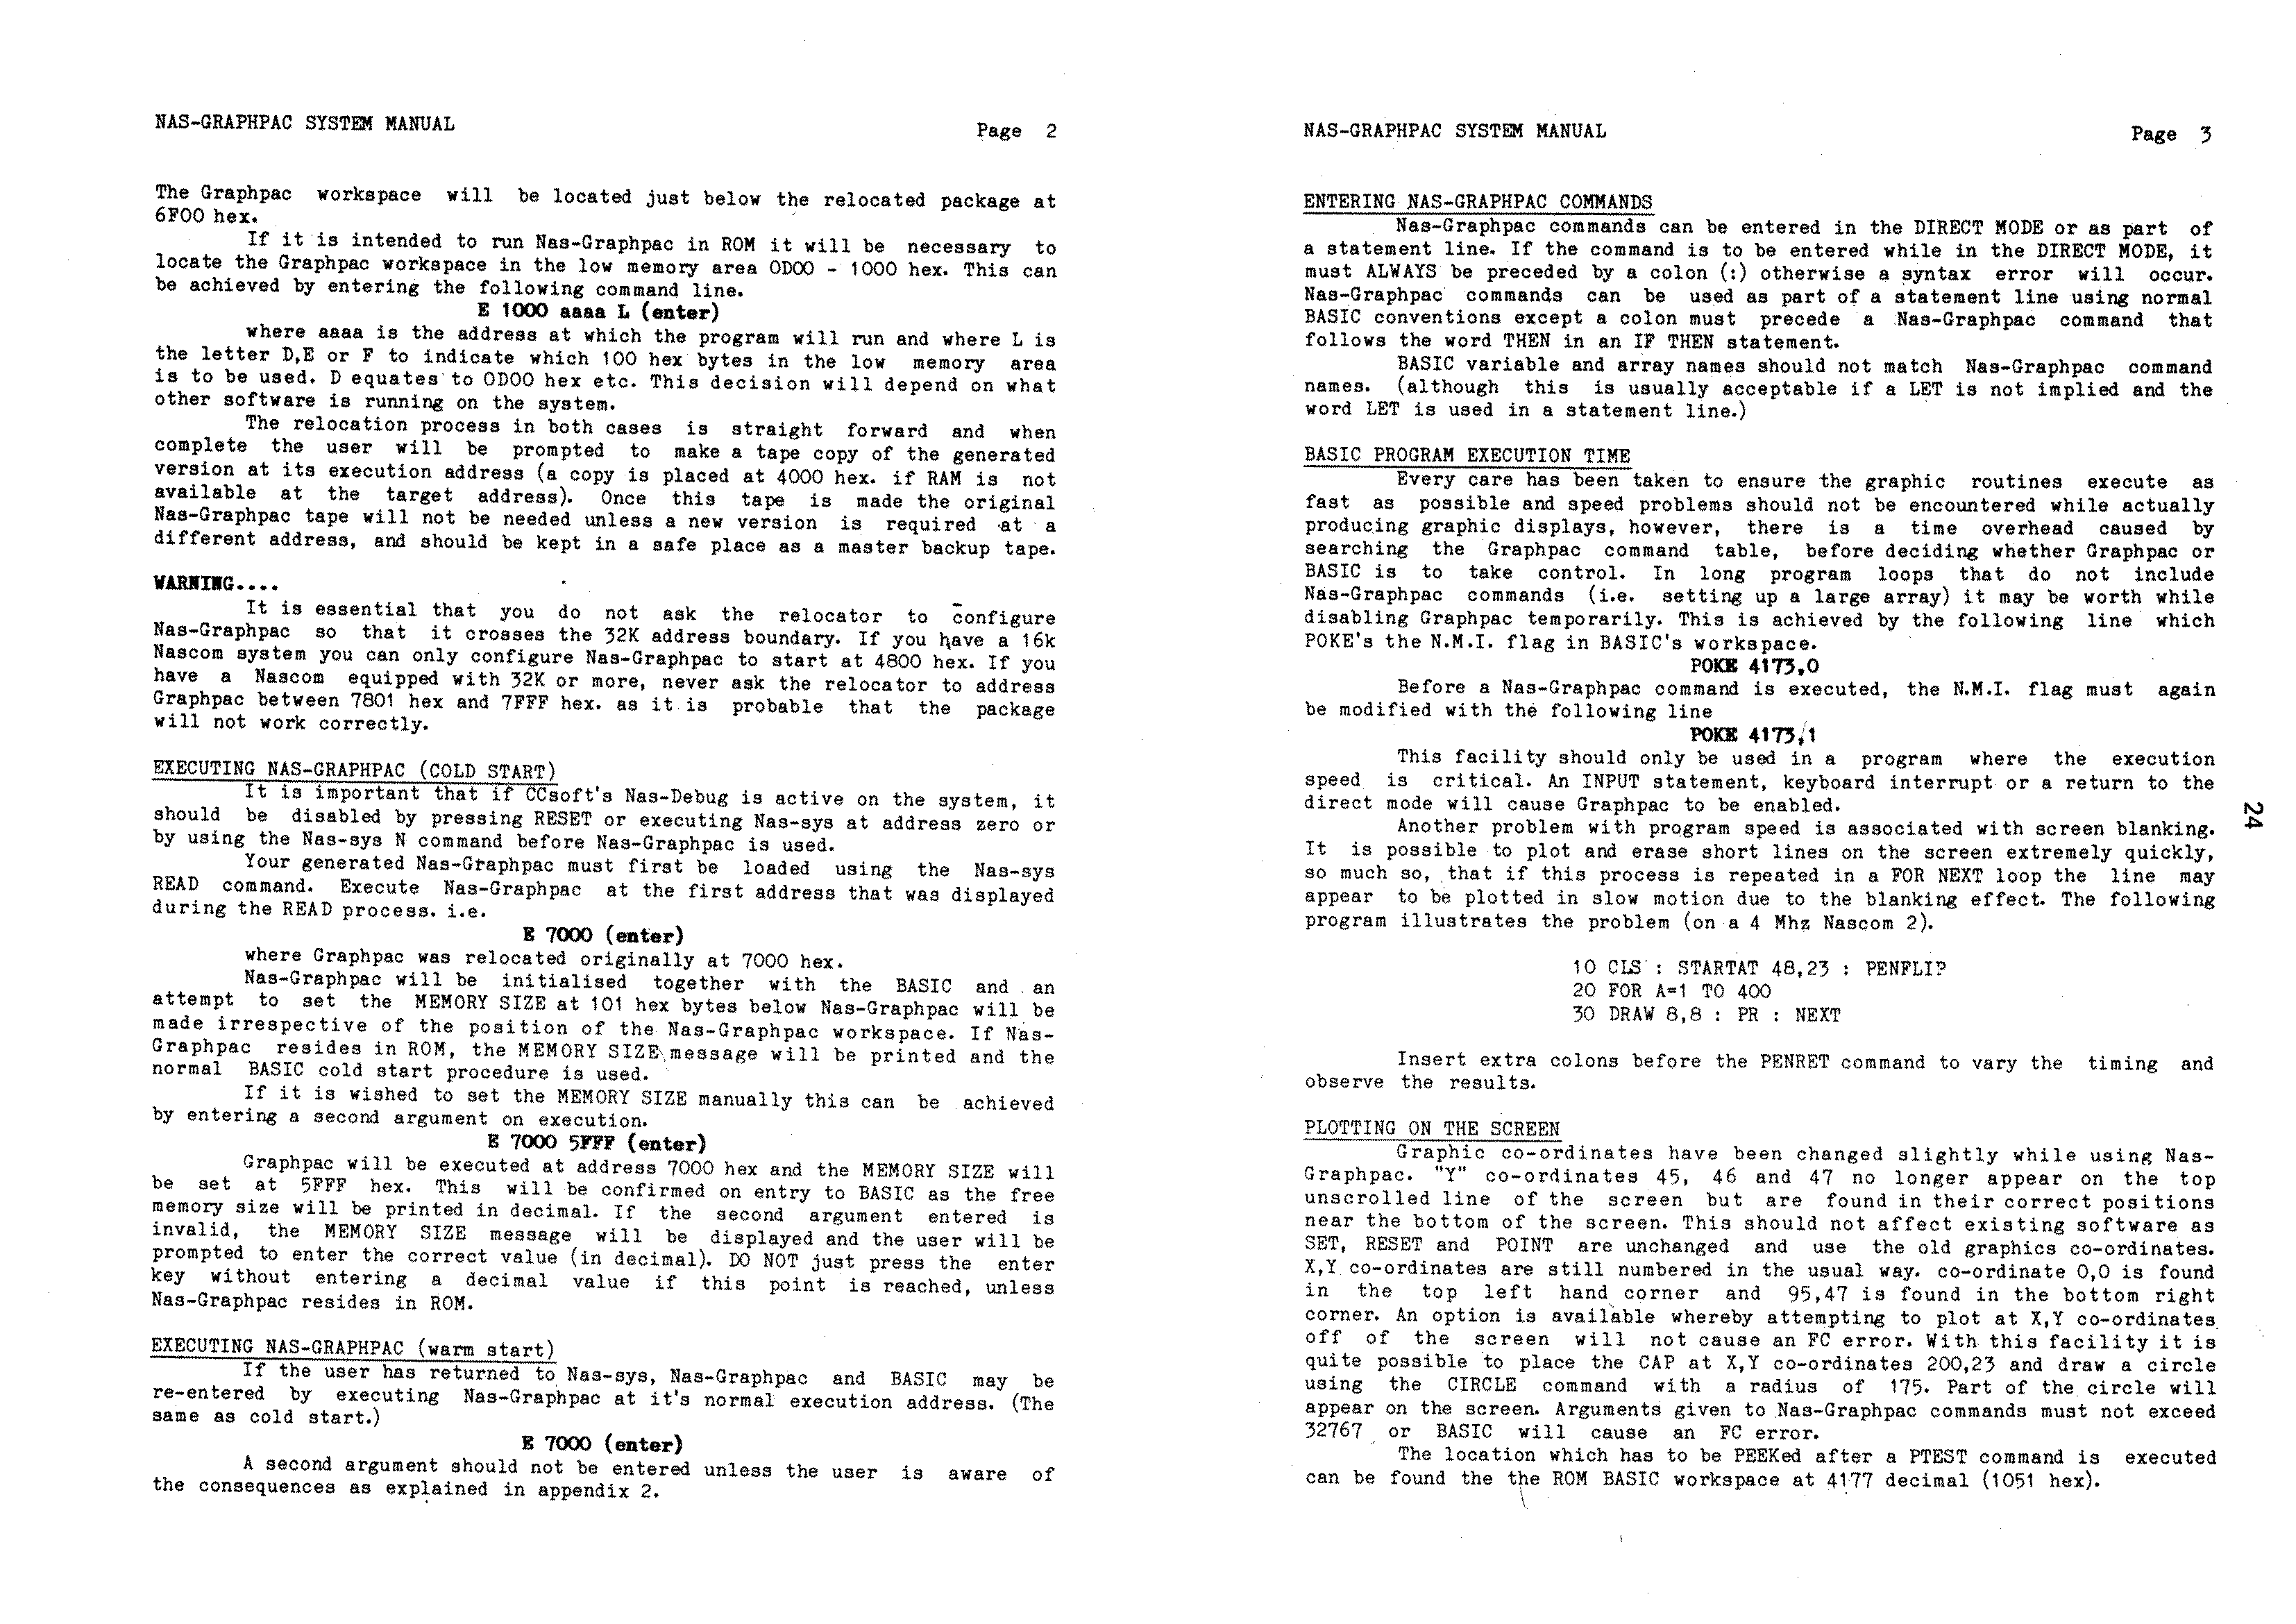 NAS-GRAPHPAC SYSTEM MANUAL
Page 2
The Graphpac workspace will be located just below the relocated package at
6F00 hex.
If it is intended to run Nas-Graphpac in ROM it will be necessary to
locate the Graphpac workspace in the low memory area 0D00 - 1000 hex. This can
be achieved by entering the following command line.
E 1000 aaaa L (enter)
where aaaa is the address at which the program will run and where L is
the letter D,E or F to indicate which 100 hex bytes in the low memory area
is to be used. D equates to 0D00 hex etc. This decision will depend on what
other software is running on the system.
The relocation process in both cases is straight forward and when
complete the user will be prompted to make a tape copy of the generated
version at its execution address (a copy is placed at 4000 hex. if RAM is not
available at the target address). Once this tape is made the original
Nas-Graphpac tape will not be needed unless a new version is required at a
different address, and should be kept in a safe place as a master backup tape.
WARNING....
It is essential that you do not ask the relocator to configure
Nas-Graphpac so that it crosses the 32K address boundary. If you have a 16k
Nascom system you can only configure Nas-Graphpac to start at 4800 hex. If you
have a Nascom equipped with 32K or more, never ask the relocator to address
Graphpac between 7801 hex and 7FFF hex. as it is probable that the package
will not work correctly.
EXECUTING NAS-GRAPHPAC (COLD START)
It is important that if CCsoft's Nas-Debug is active on the system, it
should be disabled by pressing RESET or executing Nas-sys at address zero or
by using the Nas-sys N command before Nas-Graphpac is used.
Your generated Nas-Graphpac must first be loaded using the Nas-sys
READ command. Execute Nas-Graphpac at the first address that was displayed
during the READ process. i.e.
E 7000 (enter)
where Graphpac was relocated originally at 7000 hex.
Nas-Graphpac will be initialised together with the BASIC and an
attempt to set the MEMORY SIZE at 101 hex bytes below Nas-Graphpac will be
made irrespective of the position of the Nas-Graphpac workspace. If Nas-
Graphpac resides in ROM, the MEMORY SIZE message will be printed and the
normal BASIC cold start procedure is used.
If it is wished to set the MEMORY SIZE manually this can be achieved
by entering a second argument on execution.
E 7000 5FFF (enter)
Graphpac will be executed at address 7000 hex and the MEMORY SIZE will
be set at 5FFF hex. This will be confirmed on entry to BASIC as the free
memory size will be printed in decimal. If the second argument entered is
invalid, the MEMORY SIZE message will be displayed and the user will be
prompted to enter the correct value (in decimal). DO NOT just press the enter
key without entering a decimal value if this point is reached, unless
Nas-Graphpac resides in ROM.
EXECUTING NAS-GRAPHPAC (warm start)
If the user has returned to Nas-sys, Nas-Graphpac and BASIC may be
re-entered by executing Nas-Graphpac at it's normal execution address. (The
same as cold start.)
E 7000 (enter)
A second argument should not be entered unless the user is aware of
the consequences as explained in appendix 2.
NAS-GRAPHPAC SYSTEM MANUAL
Page 3
ENTERING NAS-GRAPHPAC COMMANDS
Nas-Graphpac commands can be entered in the DIRECT MODE or as part of
a statement line. If the command is to be entered while in the DIRECT MODE, it
must ALWAYS be preceded by a colon (:) otherwise a syntax error will occur.
Nas-Graphpac commands can be used as part of a statement line using normal
BASIC conventions except a colon must precede a Nas-Graphpac command that
follows the word THEN in an IF THEN statement.
BASIC variable and array names should not match Nas-Graphpac command
names. (although this is usually acceptable if a LET is not implied and the
word LET is used in a statement line.)
BASIC PROGRAM EXECUTION TIME
Every care has been taken to ensure the graphic routines execute as
fast as possible and speed problems should not be encountered while actually
producing graphic displays, however, there is a time overhead caused by
searching the Graphpac command table, before deciding whether Graphpac or
BASIC is to take control. In long program loops that do not include
Nas-Graphpac commands (i.e. setting up a large array) it may be worth while
disabling Graphpac temporarily. This is achieved by the following line which
POKE's the N.M.I. flag in BASIC's workspace.
POKE 4173,0
Before a Nas-Graphpac command is executed, the N.M.I. flag must again
be modified with the following line
POKE 4173,1
This facility should only be used in a program where the execution
speed is critical. An INPUT statement, keyboard interrupt or a return to the
direct mode will cause Graphpac to be enabled.
Another problem with program speed is associated with screen blanking.
It is possible to plot and erase short lines on the screen extremely quickly,
so much so, that if this process is repeated in a FOR NEXT loop the line may
appear to be plotted in slow motion due to the blanking effect. The following
program illustrates the problem (on a 4 Mhz Nascom 2).
10 CLS : STARTAT 48,23 : PENFLIP
20 FOR A=1 TO 400
30 DRAW 8,8 : PR : NEXT
Insert extra colons before the PENRET command to vary the timing and
observe the results.
PLOTTING ON THE SCREEN
Graphic co-ordinates have been changed slightly while using Nas-
Graphpac. "Y" co-ordinates 45, 46 and 47 no longer appear on the top
unscrolled line of the screen but are found in their correct positions
near the bottom of the screen. This should not affect existing software as
SET, RESET and POINT are unchanged and use the old graphics co-ordinates.
X,Y co-ordinates are still numbered in the usual way. co-ordinate 0,0 is found
in the top left hand corner and 95,47 is found in the bottom right
corner. An option is available whereby attempting to plot at X,Y co-ordinates
off of the screen will not cause an FC error. With this facility it is
quite possible to place the CAP at X,Y co-ordinates 200,23 and draw a circle
using the CIRCLE command with a radius of 175. Part of the circle will
appear on the screen. Arguments given to Nas-Graphpac commands must not exceed
32767 or BASIC will cause an FC error.
The location which has to be PEEKed after a PTEST command is executed
can be found the the ROM BASIC workspace at 4177 decimal (1051 hex).
24